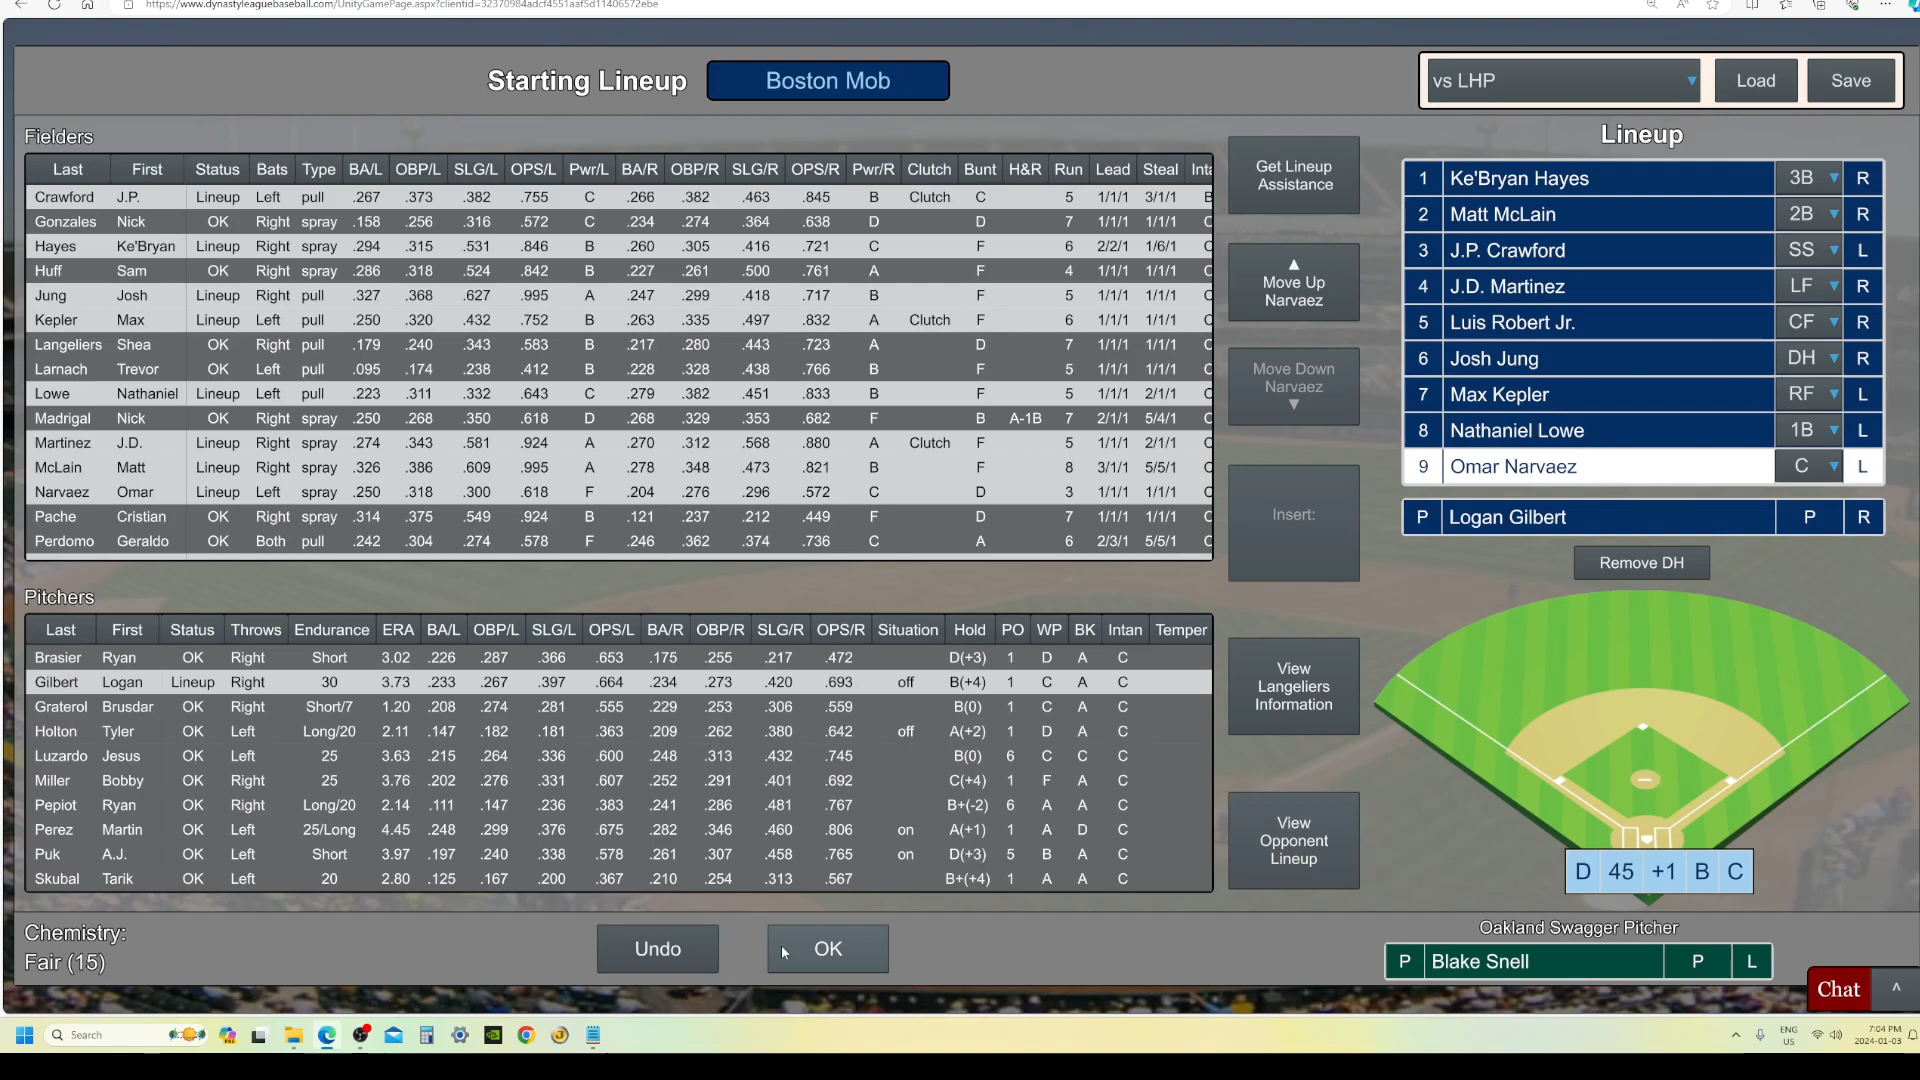 https://www.dynastyleaguebaseball.com/UnityGamePage.aspx?clientid=32370984adcf4551aaf5d11406572ebe
Starting Lineup Boston Mob vs LHP Load Save
Fielders
Last First Status Bats Type BA/L OBP/L SLG/L OPS/L Pwr/L BA/R OBP/R SLG/R OPS/R Pwr/R Clutch Bunt H&R Run Lead Steal Inta
Crawford J.P. Lineup Left pull .267 .373 .382 .755 C .266 .382 .463 .845 B Clutch C 5 1/1/1 3/1/1 B
Gonzales Nick OK Right spray .158 .256 .316 .572 C .234 .274 .364 .638 D D 7 1/1/1 1/1/1 C
Hayes Ke'Bryan Lineup Right spray .294 .315 .531 .846 B .260 .305 .416 .721 C F 6 2/2/1 1/6/1 C
Huff Sam OK Right spray .286 .318 .524 .842 B .227 .261 .500 .761 A F 4 1/1/1 1/1/1 C
Jung Josh Lineup Right pull .327 .368 .627 .995 A .247 .299 .418 .717 B F 5 1/1/1 1/1/1 C
Kepler Max Lineup Left pull .250 .320 .432 .752 B .263 .335 .497 .832 A Clutch F 6 1/1/1 1/1/1 C
Langeliers Shea OK Right pull .179 .240 .343 .583 B .217 .280 .443 .723 A D 7 1/1/1 1/1/1 C
Larnach Trevor OK Left pull .095 .174 .238 .412 B .228 .328 .438 .766 B F 5 1/1/1 1/1/1 C
Lowe Nathaniel Lineup Left pull .223 .311 .332 .643 C .279 .382 .451 .833 B F 5 1/1/1 2/1/1 C
Madrigal Nick OK Right spray .250 .268 .350 .618 D .268 .329 .353 .682 F B A-1B 7 2/1/1 5/4/1 C
Martinez J.D. Lineup Right spray .274 .343 .581 .924 A .270 .312 .568 .880 A Clutch F 5 1/1/1 2/1/1 C
McLain Matt Lineup Right spray .326 .386 .609 .995 A .278 .348 .473 .821 B F 8 3/1/1 5/5/1 C
Narvaez Omar Lineup Left spray .250 .318 .300 .618 F .204 .276 .296 .572 C D 3 1/1/1 1/1/1 C
Pache Cristian OK Right spray .314 .375 .549 .924 B .121 .237 .212 .449 F D 7 1/1/1 1/1/1 C
Perdomo Geraldo OK Both pull .242 .304 .274 .578 F .246 .362 .374 .736 C A 6 2/3/1 5/5/1 C
Pitchers
Last First Status Throws Endurance ERA BA/L OBP/L SLG/L OPS/L BA/R OBP/R SLG/R OPS/R Situation Hold PO WP BK Intan Temper
Brasier Ryan OK Right Short 3.02 .226 .287 .366 .653 .175 .255 .217 .472 D(+3) 1 D A C
Gilbert Logan Lineup Right 30 3.73 .233 .267 .397 .664 .234 .273 .420 .693 off B(+4) 1 C A C
Graterol Brusdar OK Right Short/7 1.20 .208 .274 .281 .555 .229 .253 .306 .559 B(0) 1 C A C
Holton Tyler OK Left Long/20 2.11 .147 .182 .181 .363 .209 .262 .380 .642 off A(+2) 1 D A C
Luzardo Jesus OK Left 25 3.63 .215 .264 .336 .600 .248 .313 .432 .745 B(0) 6 C C C
Miller Bobby OK Right 25 3.76 .202 .276 .331 .607 .252 .291 .401 .692 C(+4) 1 F A C
Pepiot Ryan OK Right Long/20 2.14 .111 .147 .236 .383 .241 .286 .481 .767 B+(-2) 6 A A C
Perez Martin OK Left 25/Long 4.45 .248 .299 .376 .675 .282 .346 .460 .806 on A(+1) 1 A D C
Puk A.J. OK Left Short 3.97 .197 .240 .338 .578 .261 .307 .458 .765 on D(+3) 5 B A C
Skubal Tarik OK Left 20 2.80 .125 .167 .200 .367 .210 .254 .313 .567 B+(+4) 1 A A C
Chemistry:
Fair (15)
Undo OK
Get Lineup
Assistance
Move Up
Narvaez
Move Down
Narvaez
Insert:
View
Langeliers
Information
View
Opponent
Lineup
Lineup
1 Ke'Bryan Hayes 3B R
2 Matt McLain 2B R
3 J.P. Crawford SS L
4 J.D. Martinez LF R
5 Luis Robert Jr. CF R
6 Josh Jung DH R
7 Max Kepler RF L
8 Nathaniel Lowe 1B L
9 Omar Narvaez C L
P Logan Gilbert P R
Remove DH
D 45 +1 B C
Oakland Swagger Pitcher
P Blake Snell P L
Chat ^
Search
ENG
US
7:04 PM
2024-01-03